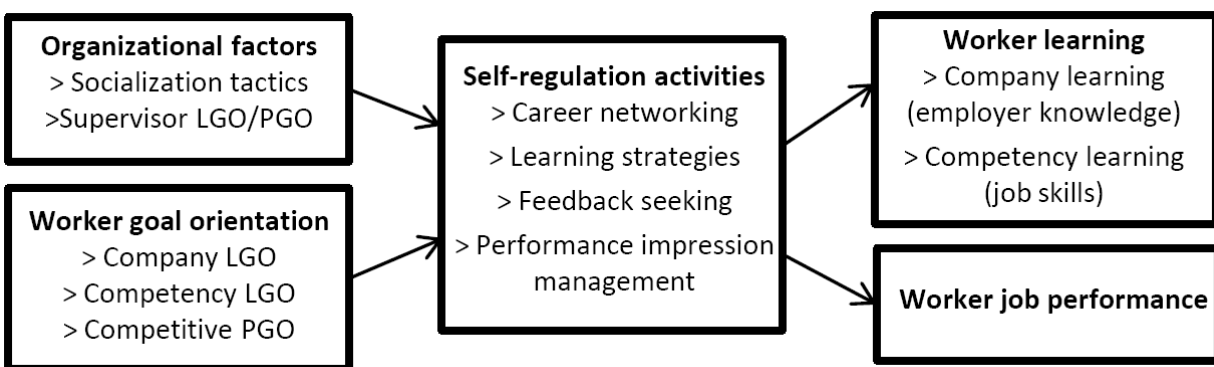 Organizational factors
> Socialization tactics
>Supervisor LGO/PGO
Worker goal orientation
> Company LGO
> Competency LGO
> Competitive PGO
Self-regulation activities
> Career networking
> Learning strategies
> Feedback seeking
> Performance impression
management
Worker learning
> Company learning
(employer knowledge)
> Competency learning
(job skills)
Worker job performance